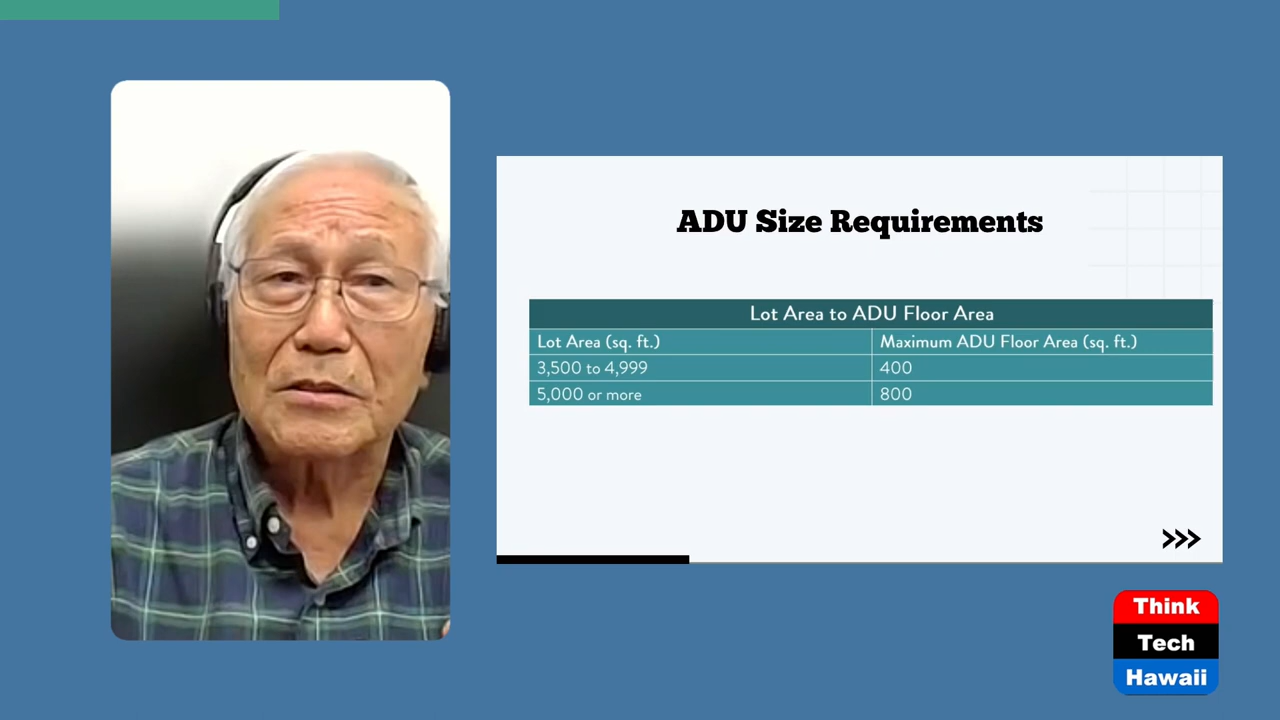 ADU Size Requirements
Lot Area to ADU Floor Area
Lot Area (sq. ft.) Maximum ADU Floor Area (sq. ft.)
3,500 to 4,999 400
5,000 or more 800
Think
Tech
Hawaii